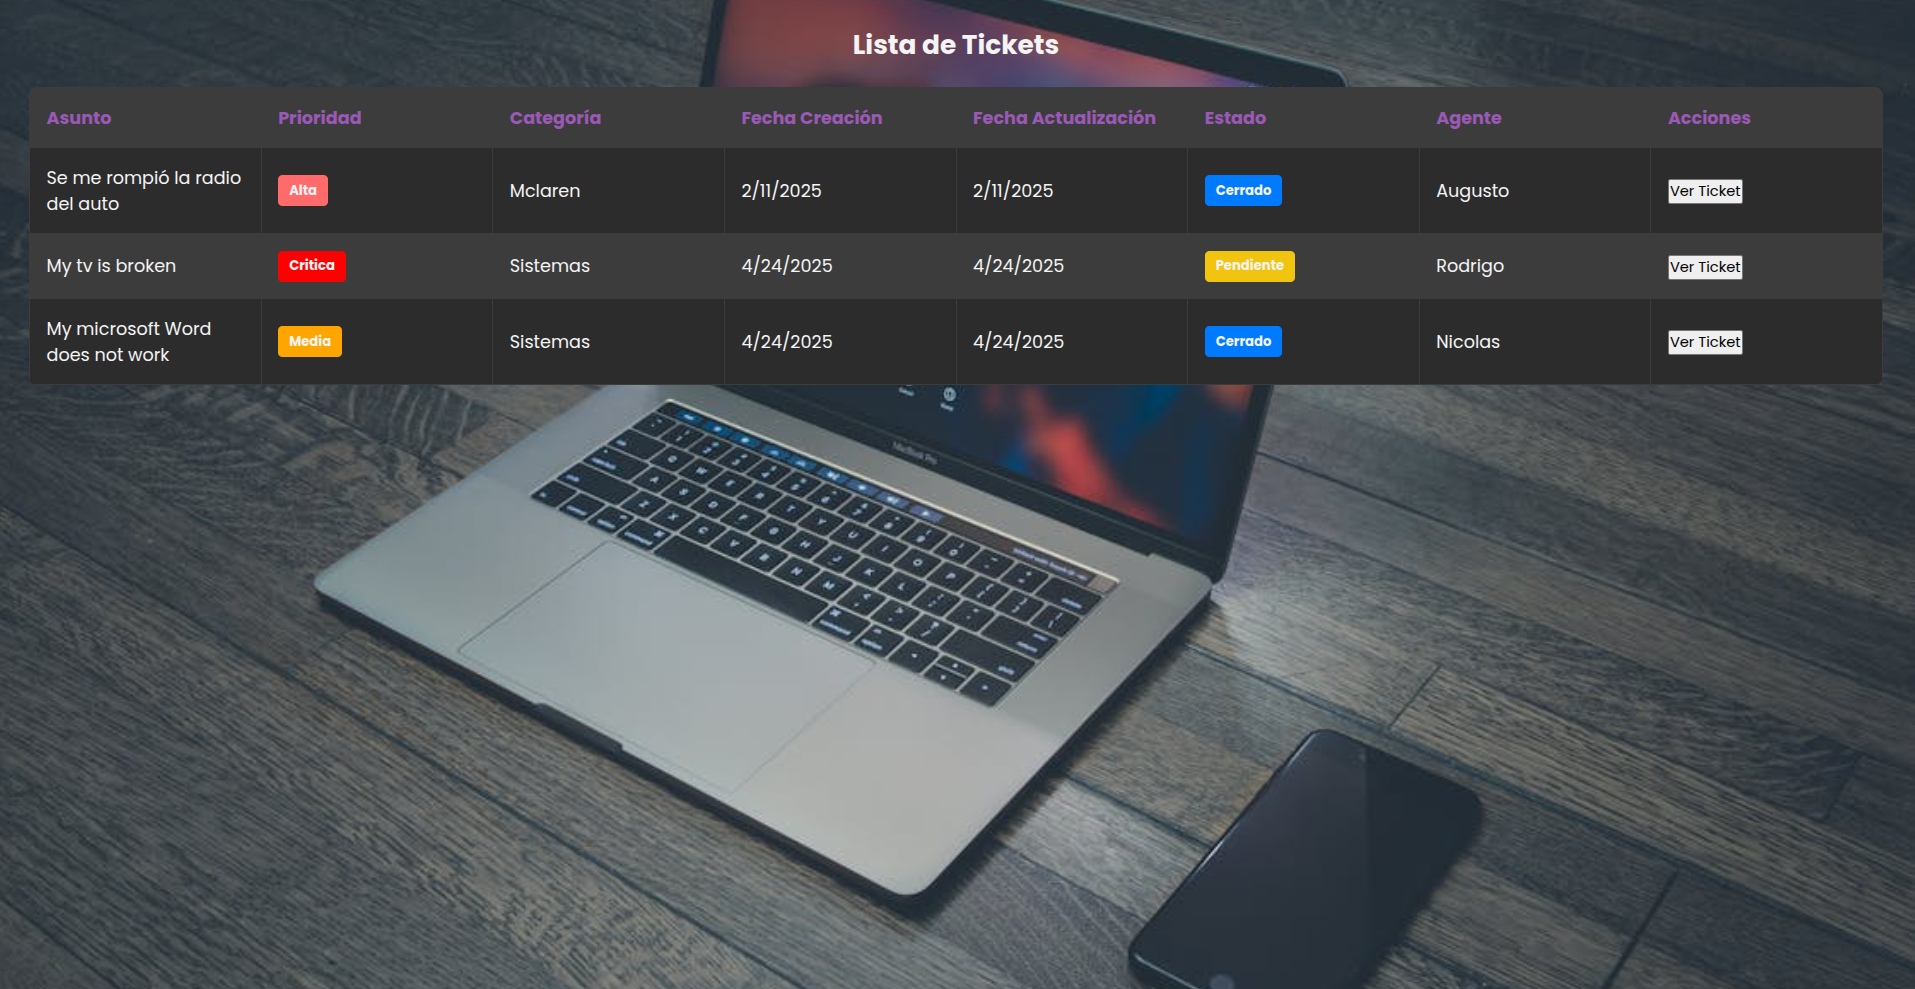 Lista de Tickets
Asunto Prioridad Categoría Fecha Creación Fecha Actualización Estado Agente Acciones
Se me rompió la radio
del auto
Alta Mclaren 2/11/2025 2/11/2025 Cerrado Augusto Ver Ticket
My tv is broken Critica Sistemas 4/24/2025 4/24/2025 Pendiente Rodrigo Ver Ticket
My microsoft Word
does not work
Media Sistemas 4/24/2025 4/24/2025 Cerrado Nicolas Ver Ticket
MacBook Pro